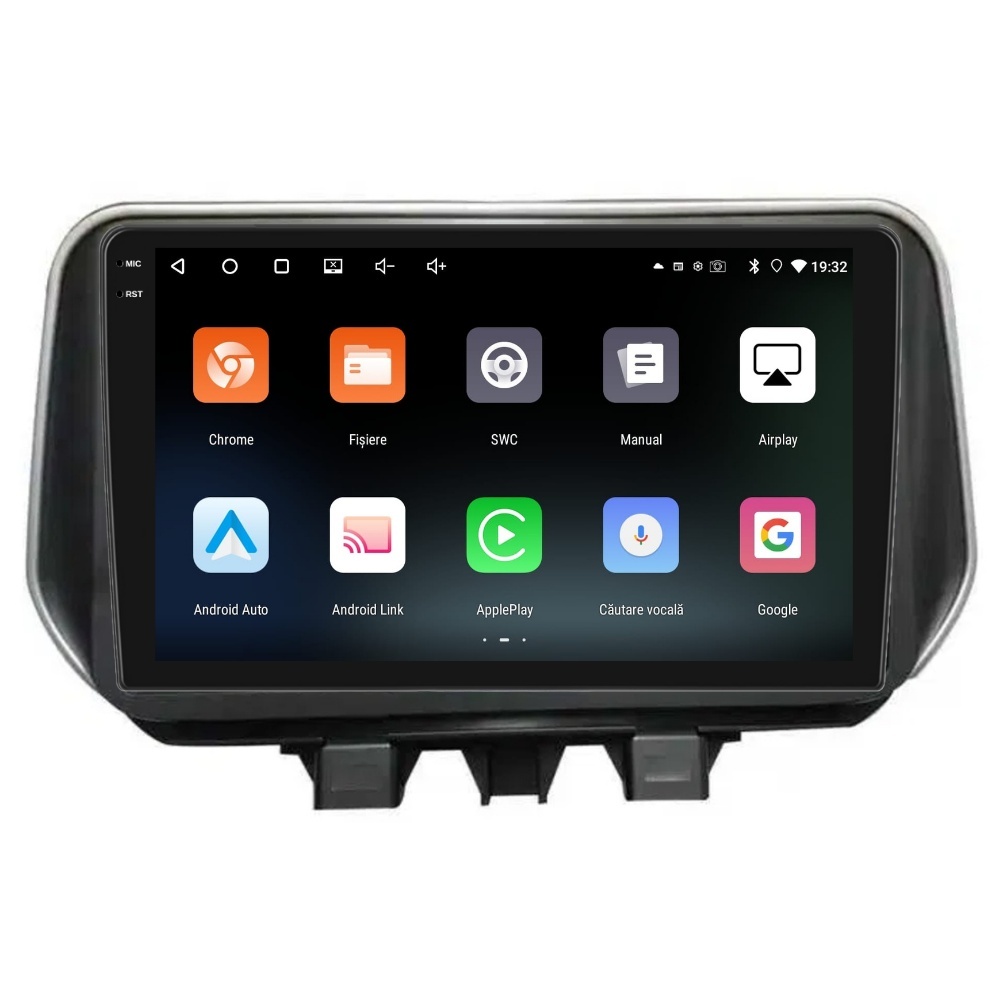 MIC
19:32
RST
Chrome
Fișiere
SWC
Manual
Airplay
Android Auto
Android Link
ApplePlay
Căutare vocală
Google